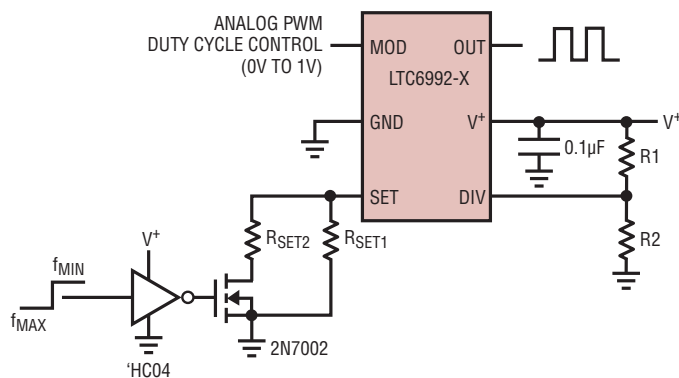 ANALOG PWM
DUTY CYCLE CONTROL
(0V TO 1V)
MOD
OUT
LTC6992-X
GND
V+
V+
0.1µF
R1
SET
DIV
R2
RSET2
RSET1
V+
fMIN
fMAX
2N7002
'HC04